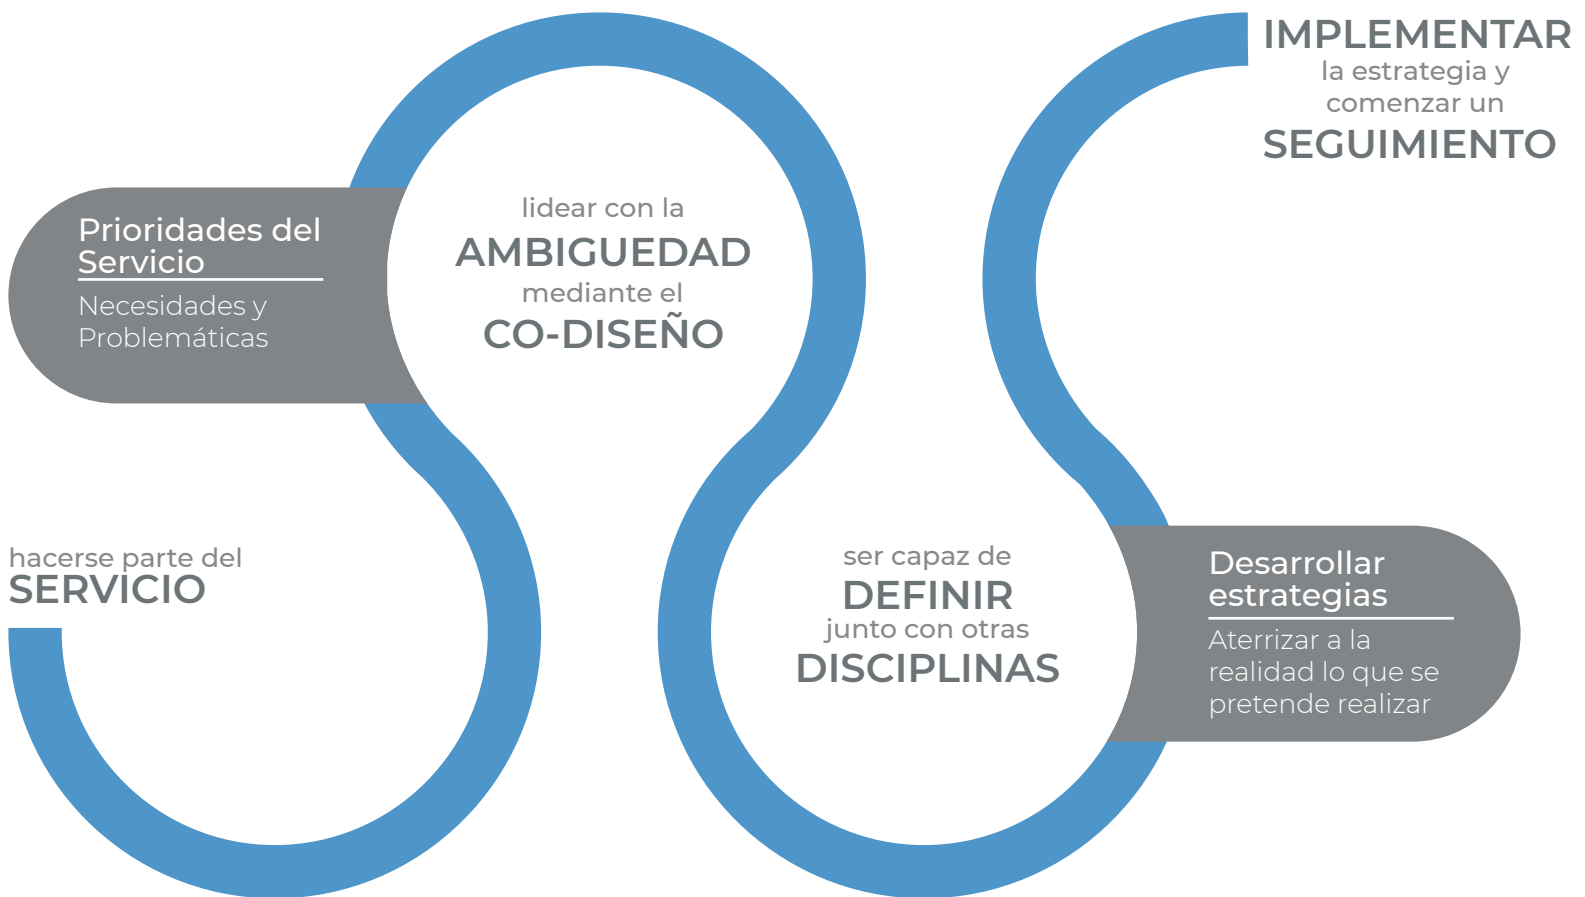 hacerse parte del
SERVICIO
Prioridades del
Servicio
Necesidades y
Problemáticas
lidear con la
AMBIGUEDAD
mediante el
CO-DISEÑO
ser capaz de
DEFINIR
junto con otras
DISCIPLINAS
Desarrollar
estrategias
Aterrizar a la
realidad lo que se
pretende realizar
IMPLEMENTAR
la estrategia y
comenzar un
SEGUIMIENTO